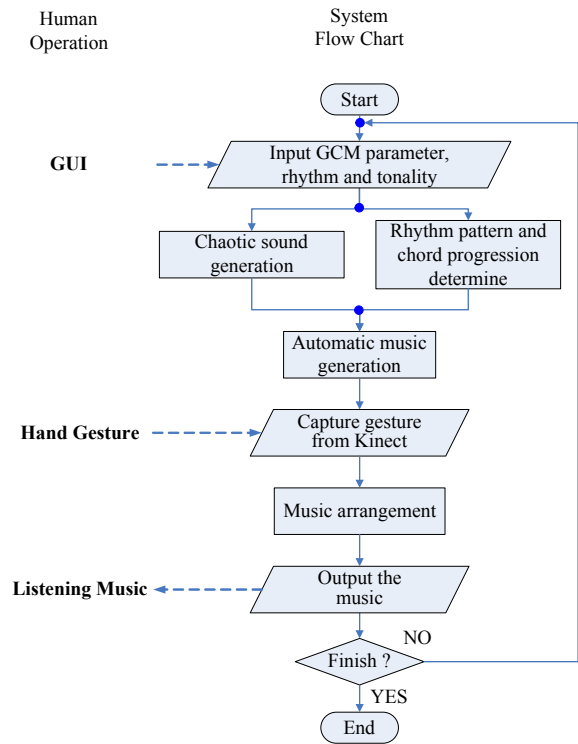 Human
Operation
System
Flow Chart
Start
GUI
Input GCM parameter,
rhythm and tonality
Chaotic sound
generation
Rhythm pattern and
chord progression
determine
Automatic music
generation
Hand Gesture
Capture gesture
from Kinect
Music arrangement
Listening Music
Output the
music
Finish ?
NO
YES
End